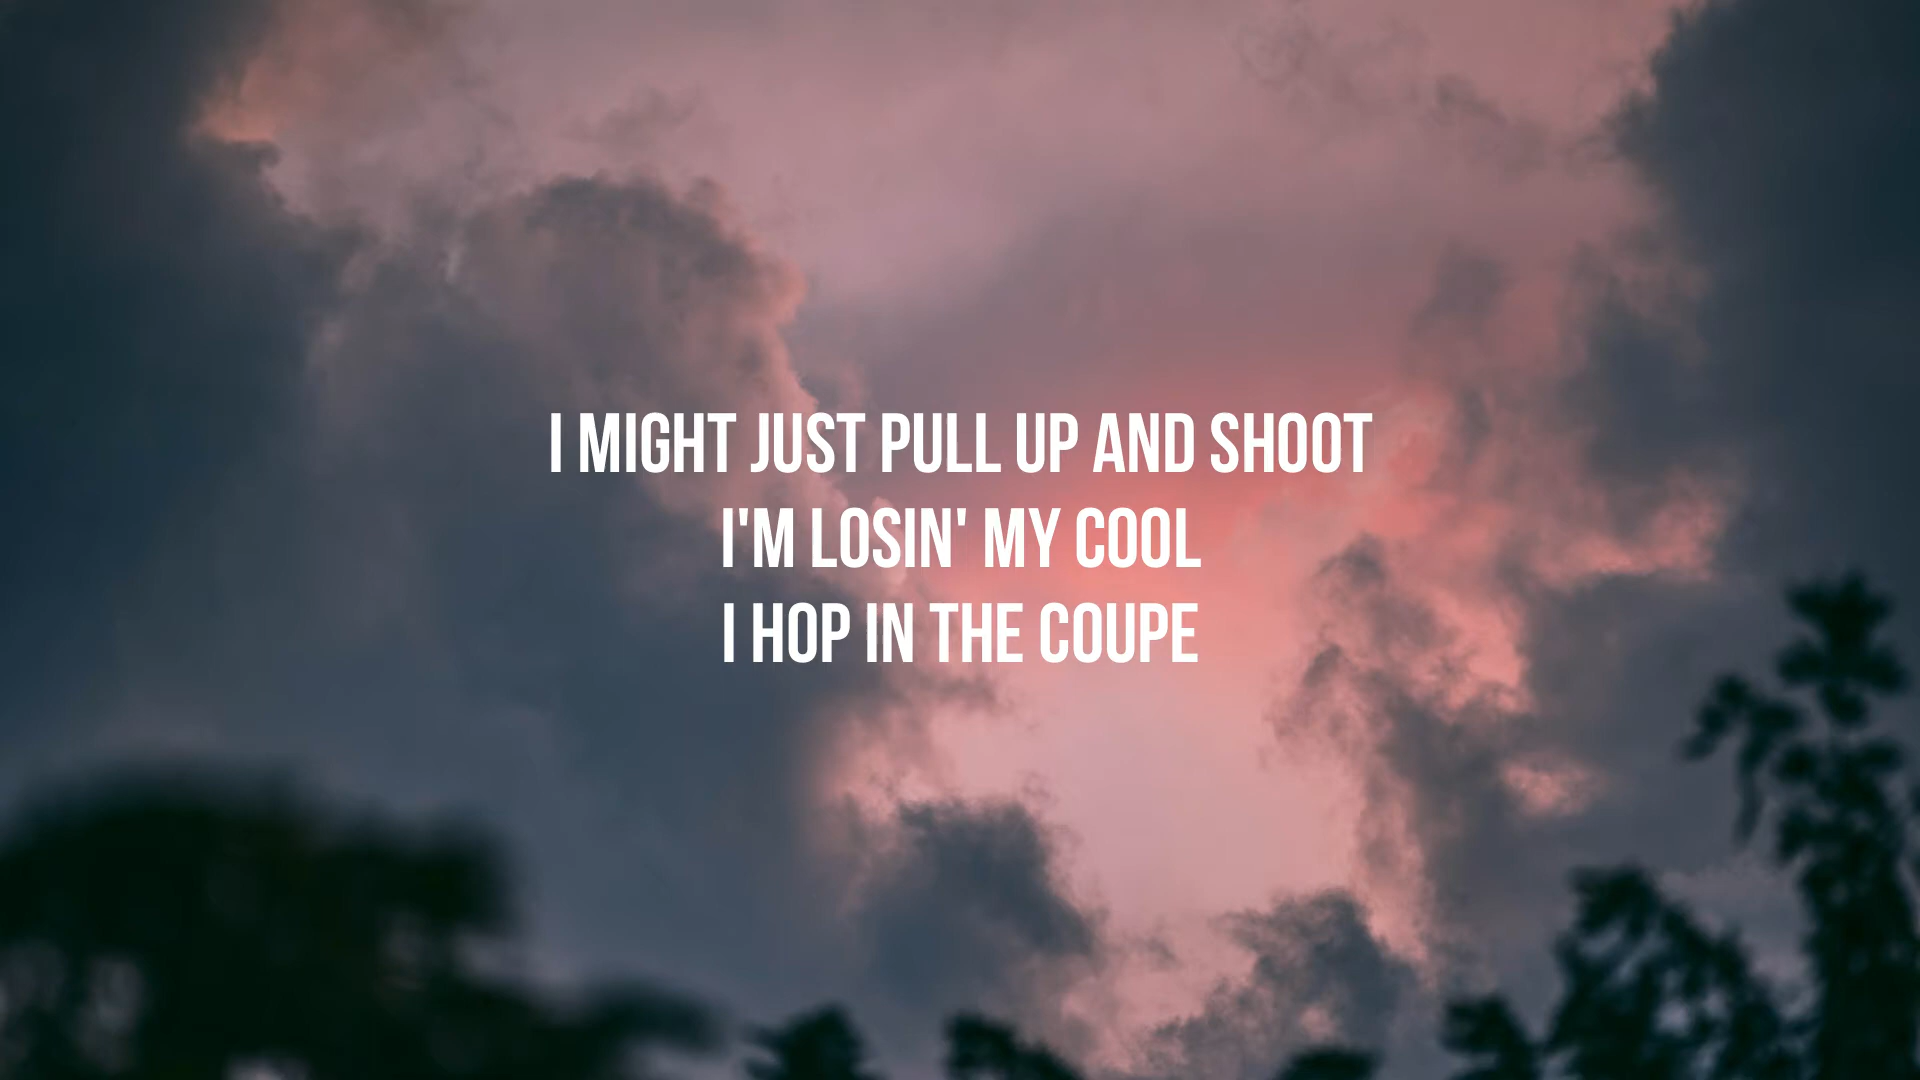 I MIGHT JUST PULL UP AND SHOOT
I'M LOSIN' MY COOL
I HOP IN THE COUPE